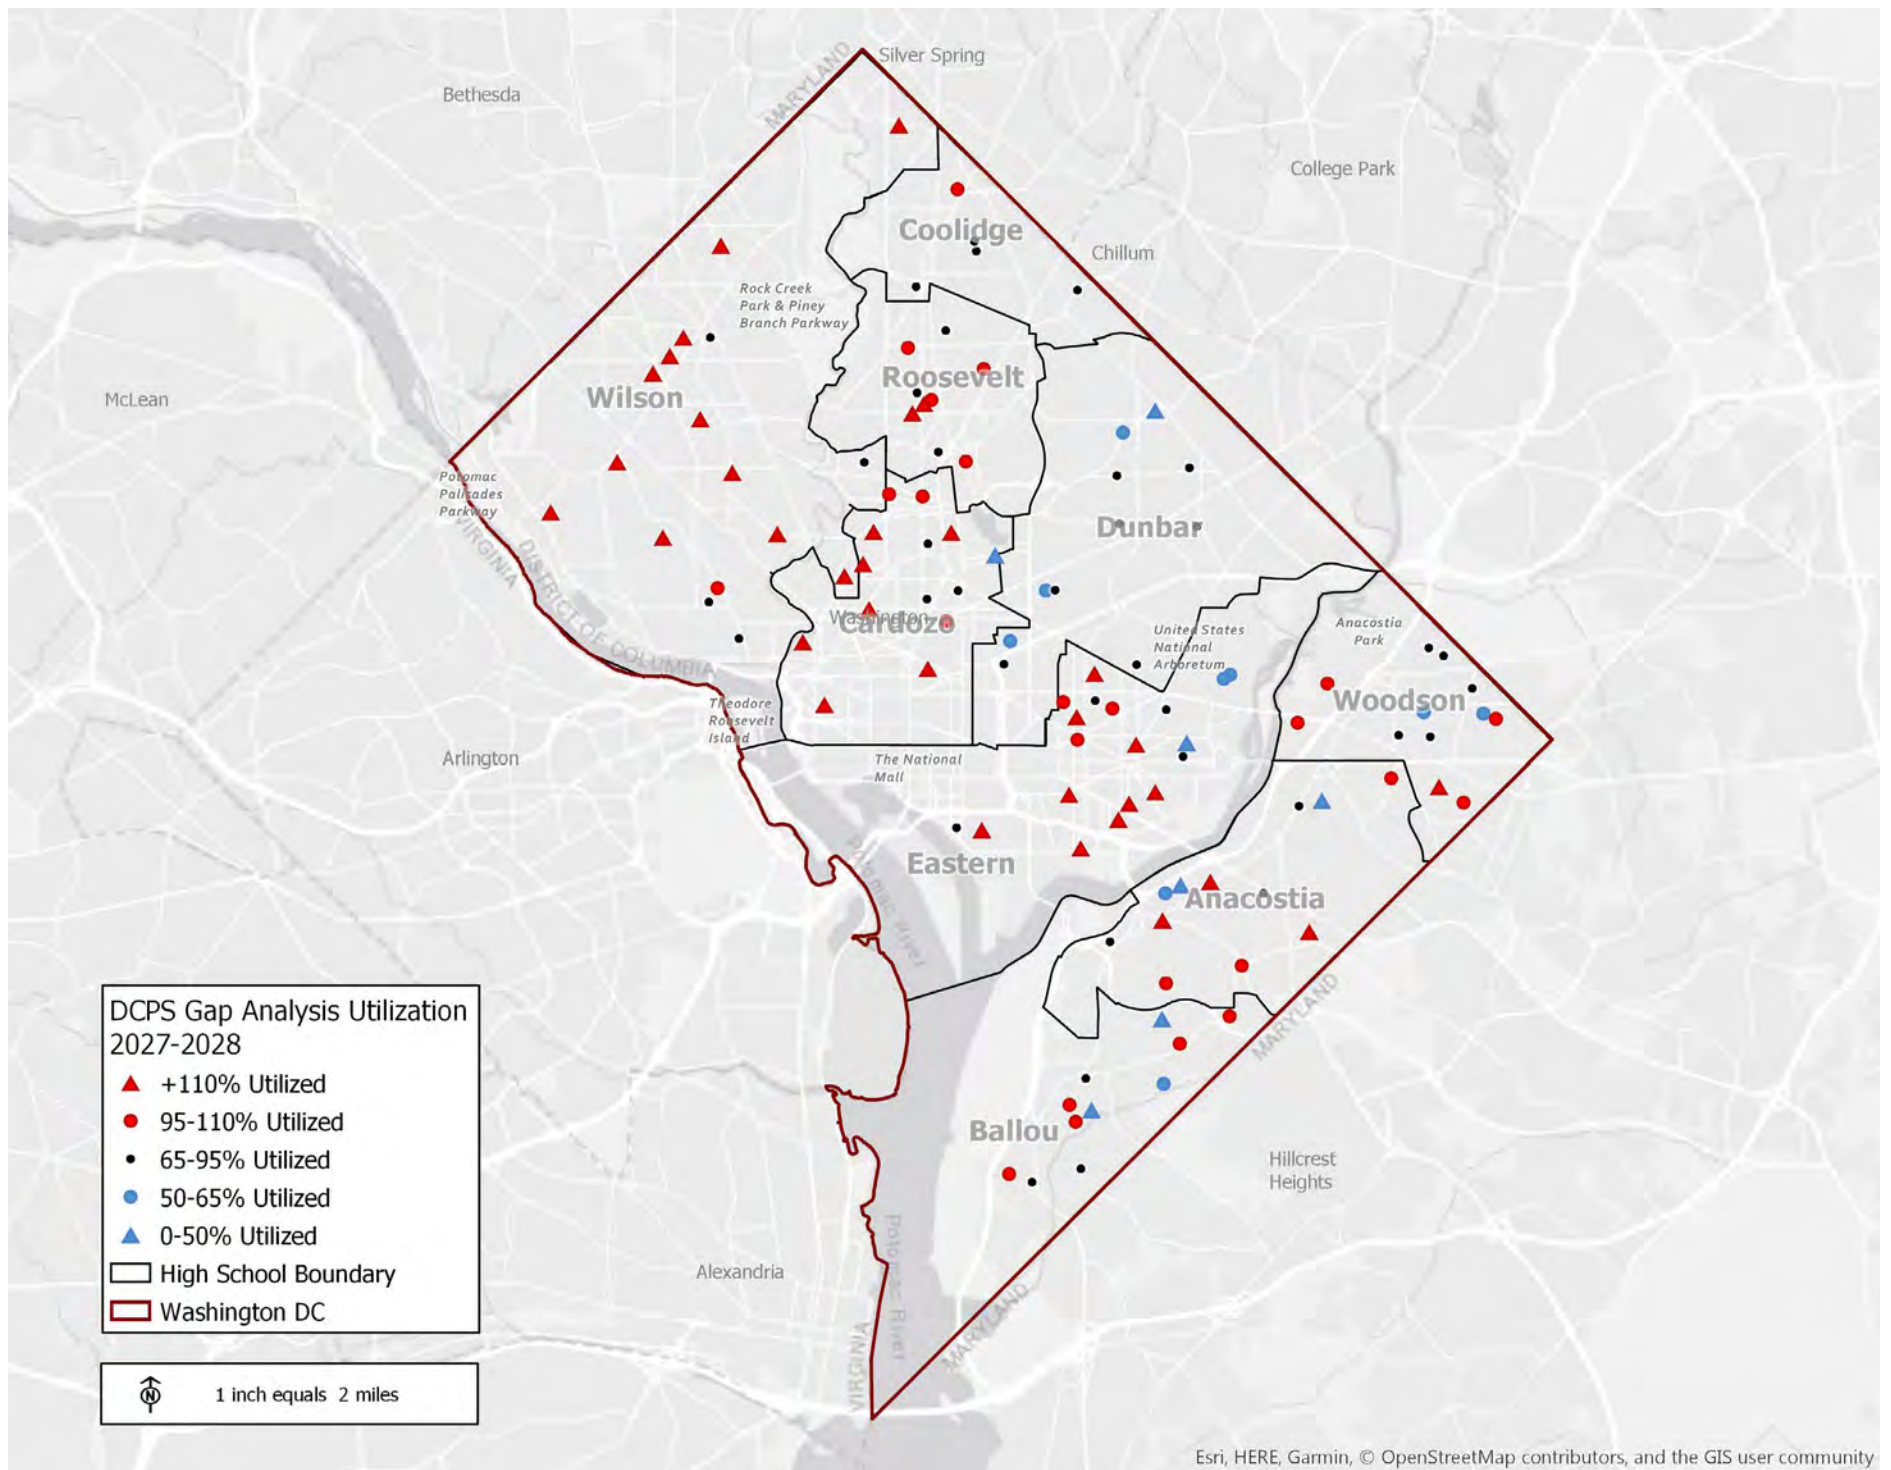 Silver Spring
MARYLAND
Bethesda
College Park
Coolidge
Chillum
Rock Creek
Park & Piney
Branch Parkway
McLean
Wilson
Roosevelt
Potomac
Palisades
Parkway
VIRGINIA
DISTRICT OF COLUMBIA
Dunbar
Washington
Cardozo
United States
National
Arboretum
Anacostia
Park
Woodson
Theodore
Roosevelt
Island
Arlington
The National
Mall
Eastern
Potomac River
Anacostia
MARYLAND
DCPS Gap Analysis Utilization
2027-2028
+110% Utilized
95-110% Utilized
65-95% Utilized
50-65% Utilized
0-50% Utilized
High School Boundary
Washington DC
Ballou
Hillcrest
Heights
Alexandria
Potomac River
MARYLAND
VIRGINIA
N
1 inch equals 2 miles
Esri, HERE, Garmin, © OpenStreetMap contributors, and the GIS user community